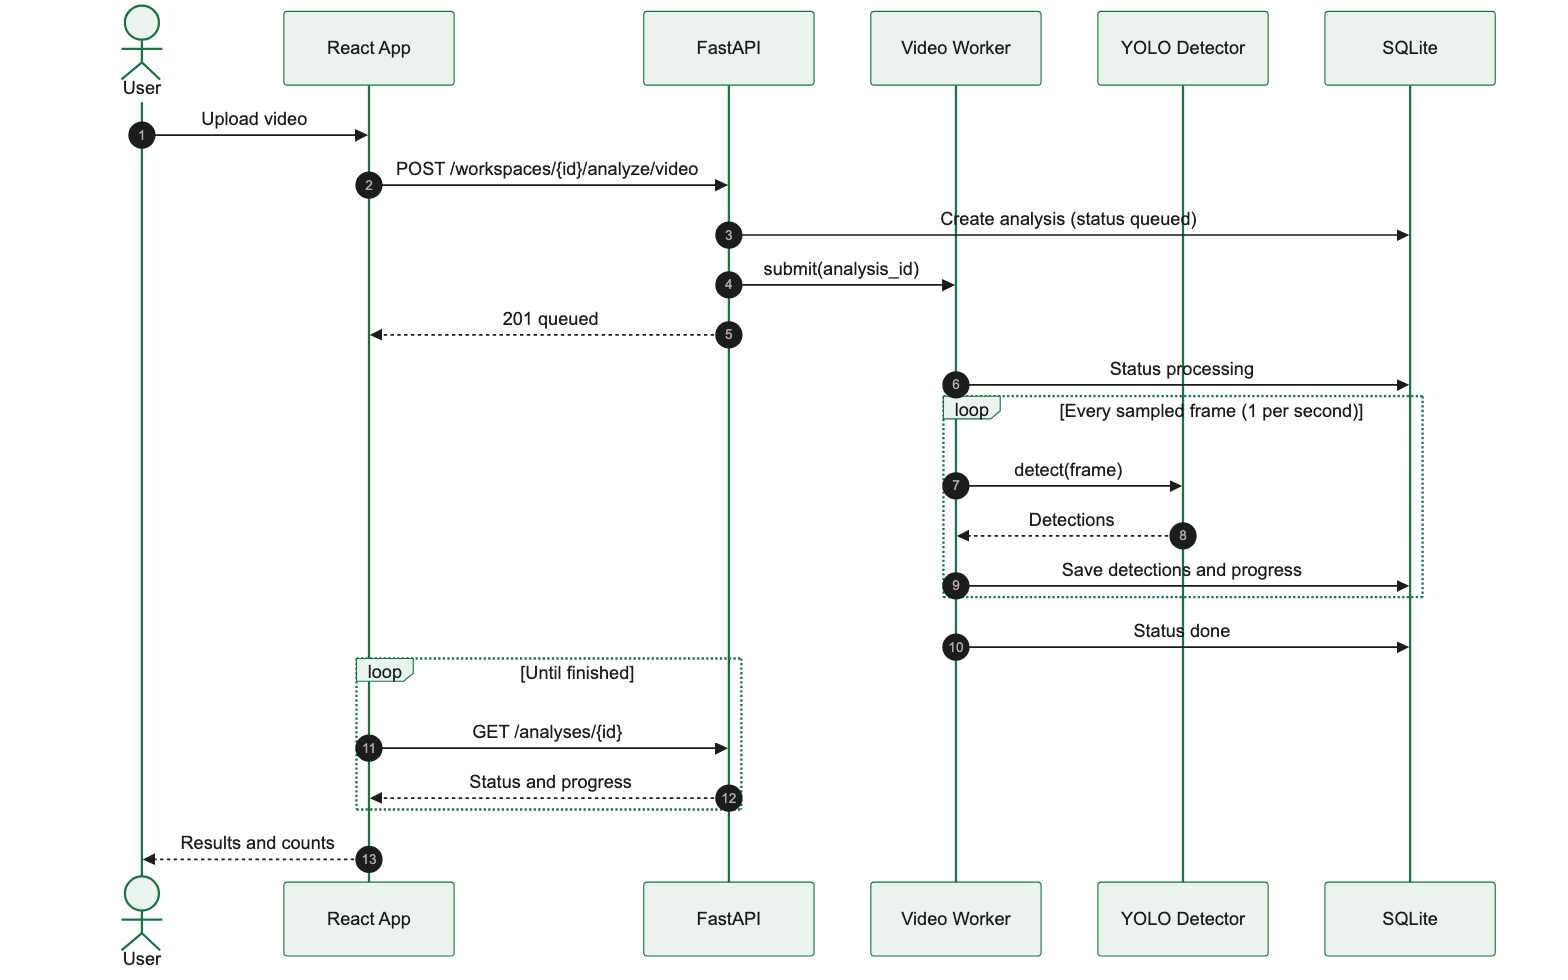 React App
FastAPI
Video Worker
YOLO Detector
SQLite
User
Upload video
1
POST /workspaces/{id}/analyze/video
2
Create analysis (status queued)
3
submit(analysis_id)
4
201 queued
5
Status processing
6
loop
[Every sampled frame (1 per second)]
detect(frame)
7
Detections
8
Save detections and progress
9
Status done
10
loop
[Until finished]
GET /analyses/{id}
11
Status and progress
12
Results and counts
13
React App
FastAPI
Video Worker
YOLO Detector
SQLite
User